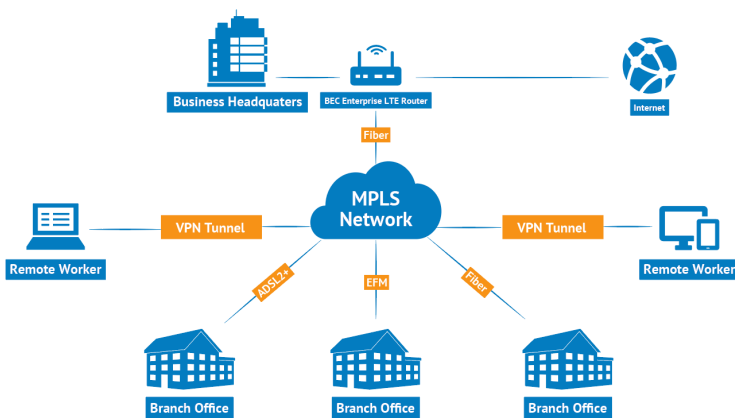 Business Headquaters
BEC Enterprise LTE Router
Internet
Fiber
MPLS
Network
VPN Tunnel
VPN Tunnel
Remote Worker
Remote Worker
ADSL2+
EFM
Fiber
Branch Office
Branch Office
Branch Office